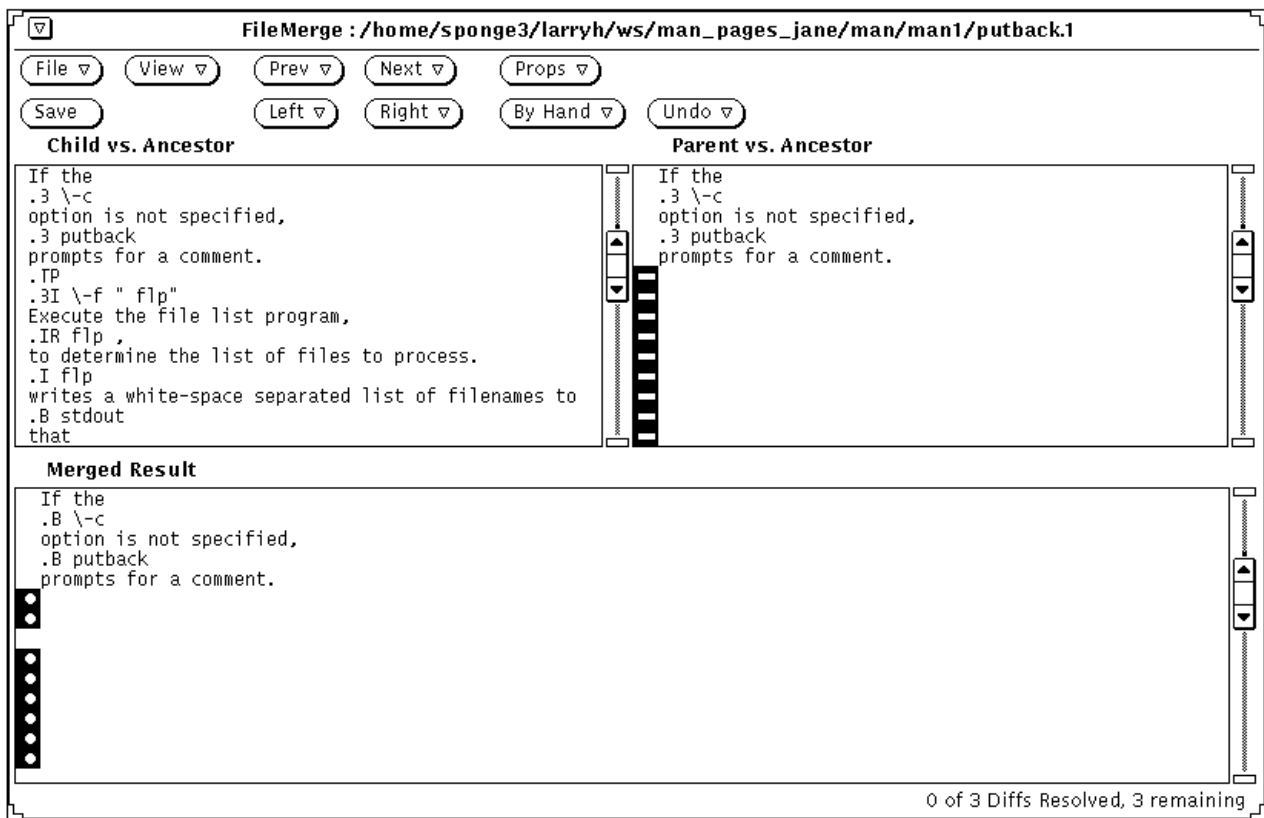 FileMerge : /home/sponge3/larryh/ws/man_pages_jane/man/man1/putback.1
File View Prev Next Props
Save Left Right By Hand Undo
Child vs. Ancestor
If the
.3 \-c
option is not specified,
.3 putback
prompts for a comment.
.TP
.3I \-f " flp"
Execute the file list program,
.IR flp ,
to determine the list of files to process.
.I flp
writes a white-space separated list of filenames to
.B stdout
that
Parent vs. Ancestor
If the
.3 \-c
option is not specified,
.3 putback
prompts for a comment.
Merged Result
If the
.B \-c
option is not specified,
.B putback
prompts for a comment.
0 of 3 Diffs Resolved, 3 remaining